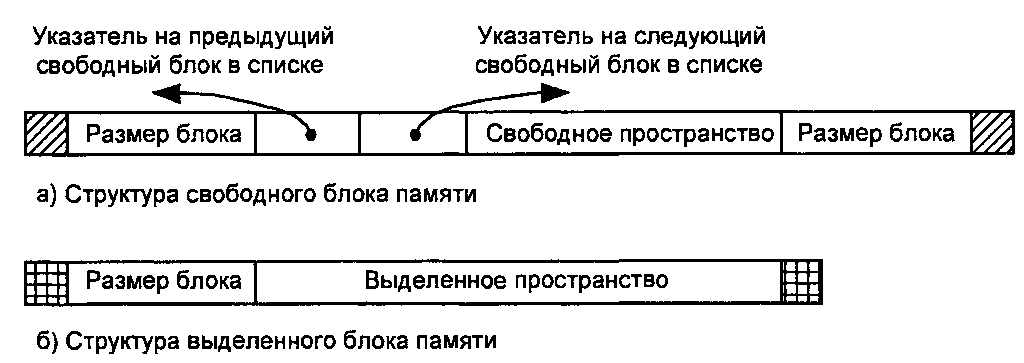 Указатель на предыдущий
свободный блок в списке
Указатель на следующий
свободный блок в списке
Размер блока
Свободное пространство
Размер блока
а) Структура свободного блока памяти
Размер блока
Выделенное пространство
б) Структура выделенного блока памяти